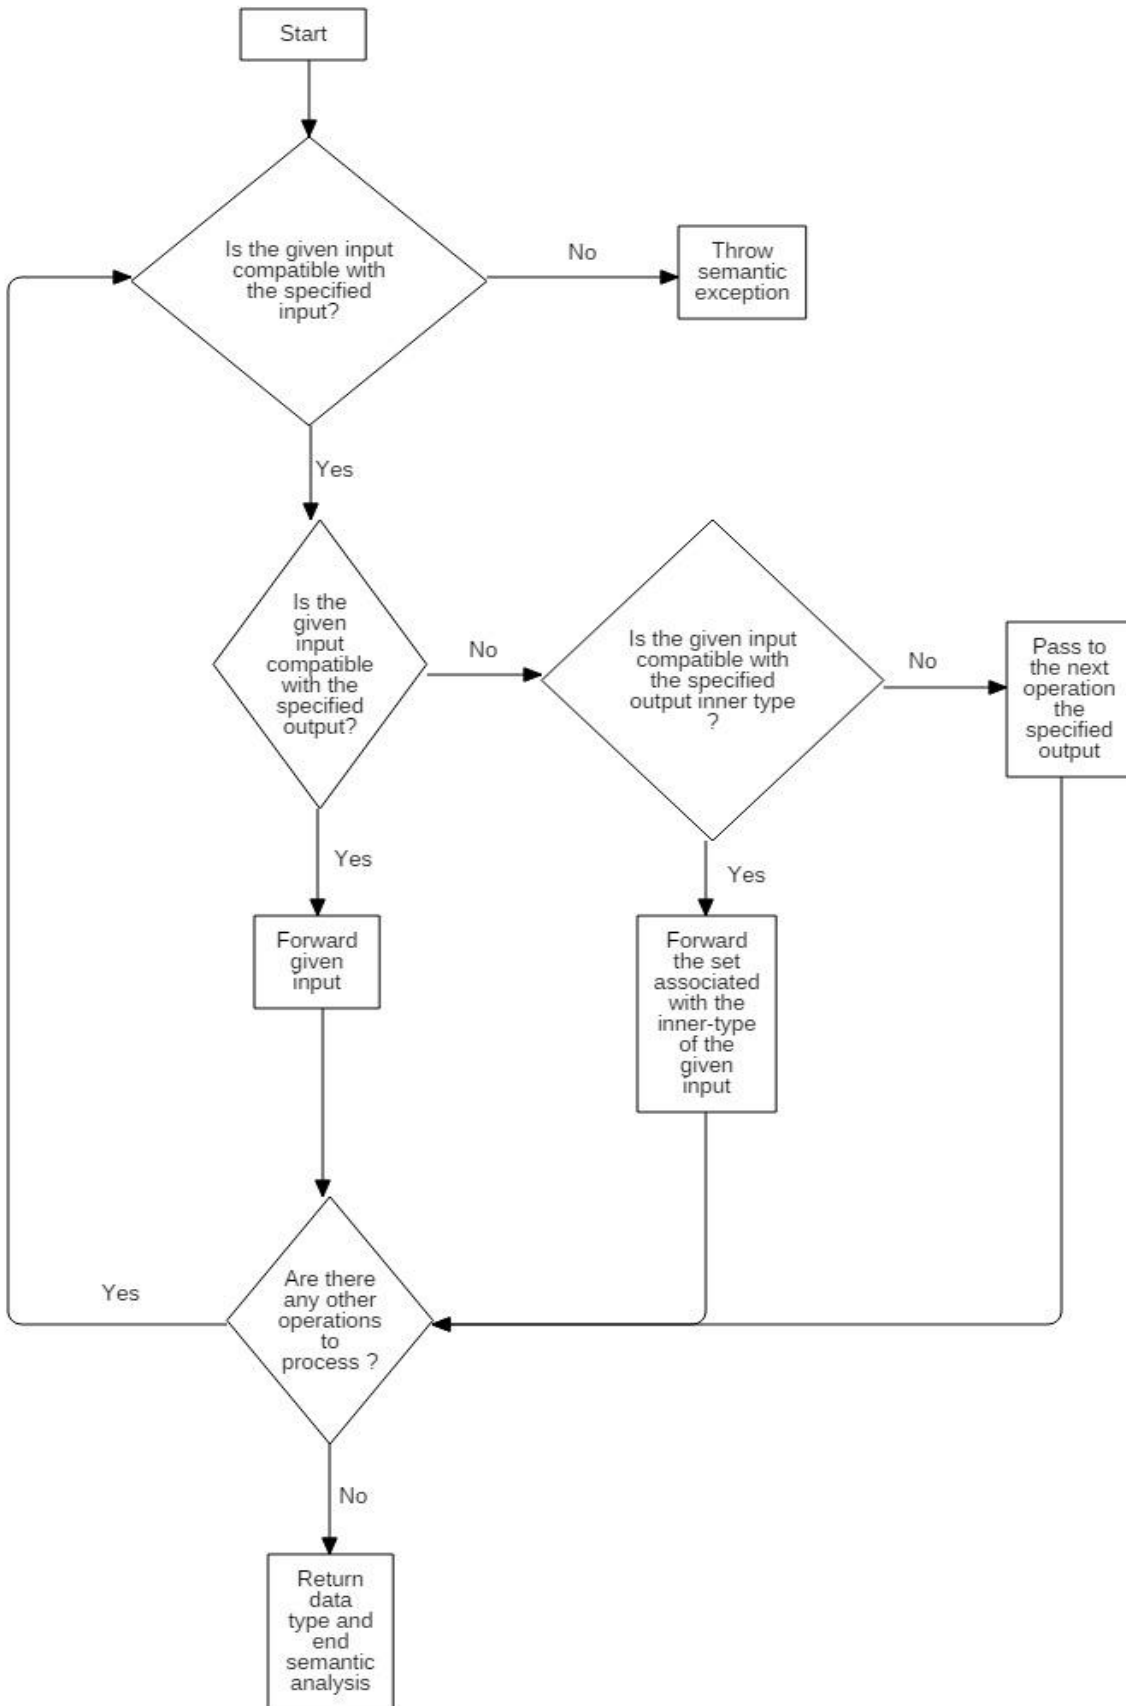 Start
Is the given input
compatible with
the specified
input?
No
Throw
semantic
exception
Yes
Is the
given
input
compatible
with the
specified
output?
No
Is the given input
compatible with
the specified
output inner type
?
No
Pass to
the next
operation
the
specified
output
Yes
Forward
given
input
Yes
Forward
the set
associated
with the
inner-type
of the
given
input
Yes
Are there
any other
operations
to
process ?
No
Return
data
type and
end
semantic
analysis